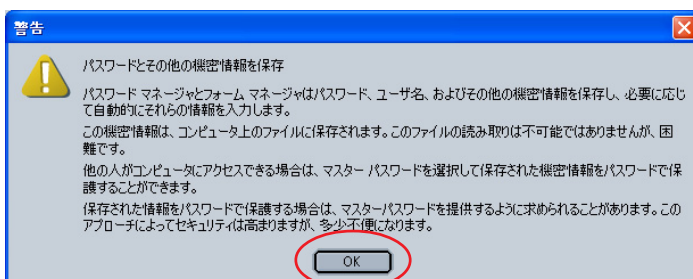 警告
パスワードとその他の機密情報を保存
パスワード マネージャとフォーム マネージャはパスワード、ユーザ名、およびその他の機密情報を保存し、必要に応じ
て自動的にそれらの情報を入力します。
この機密情報は、コンピュータ上のファイルに保存されます。このファイルの読み取りは不可能ではありませんが、困
難です。
他の人がコンピュータにアクセスできる場合は、マスター パスワードを選択して保存された機密情報をパスワードで保
護することができます。
保存された情報をパスワードで保護する場合は、マスターパスワードを提供するように求められることがあります。この
アプローチによってセキュリティは高まりますが、多少不便になります。
OK